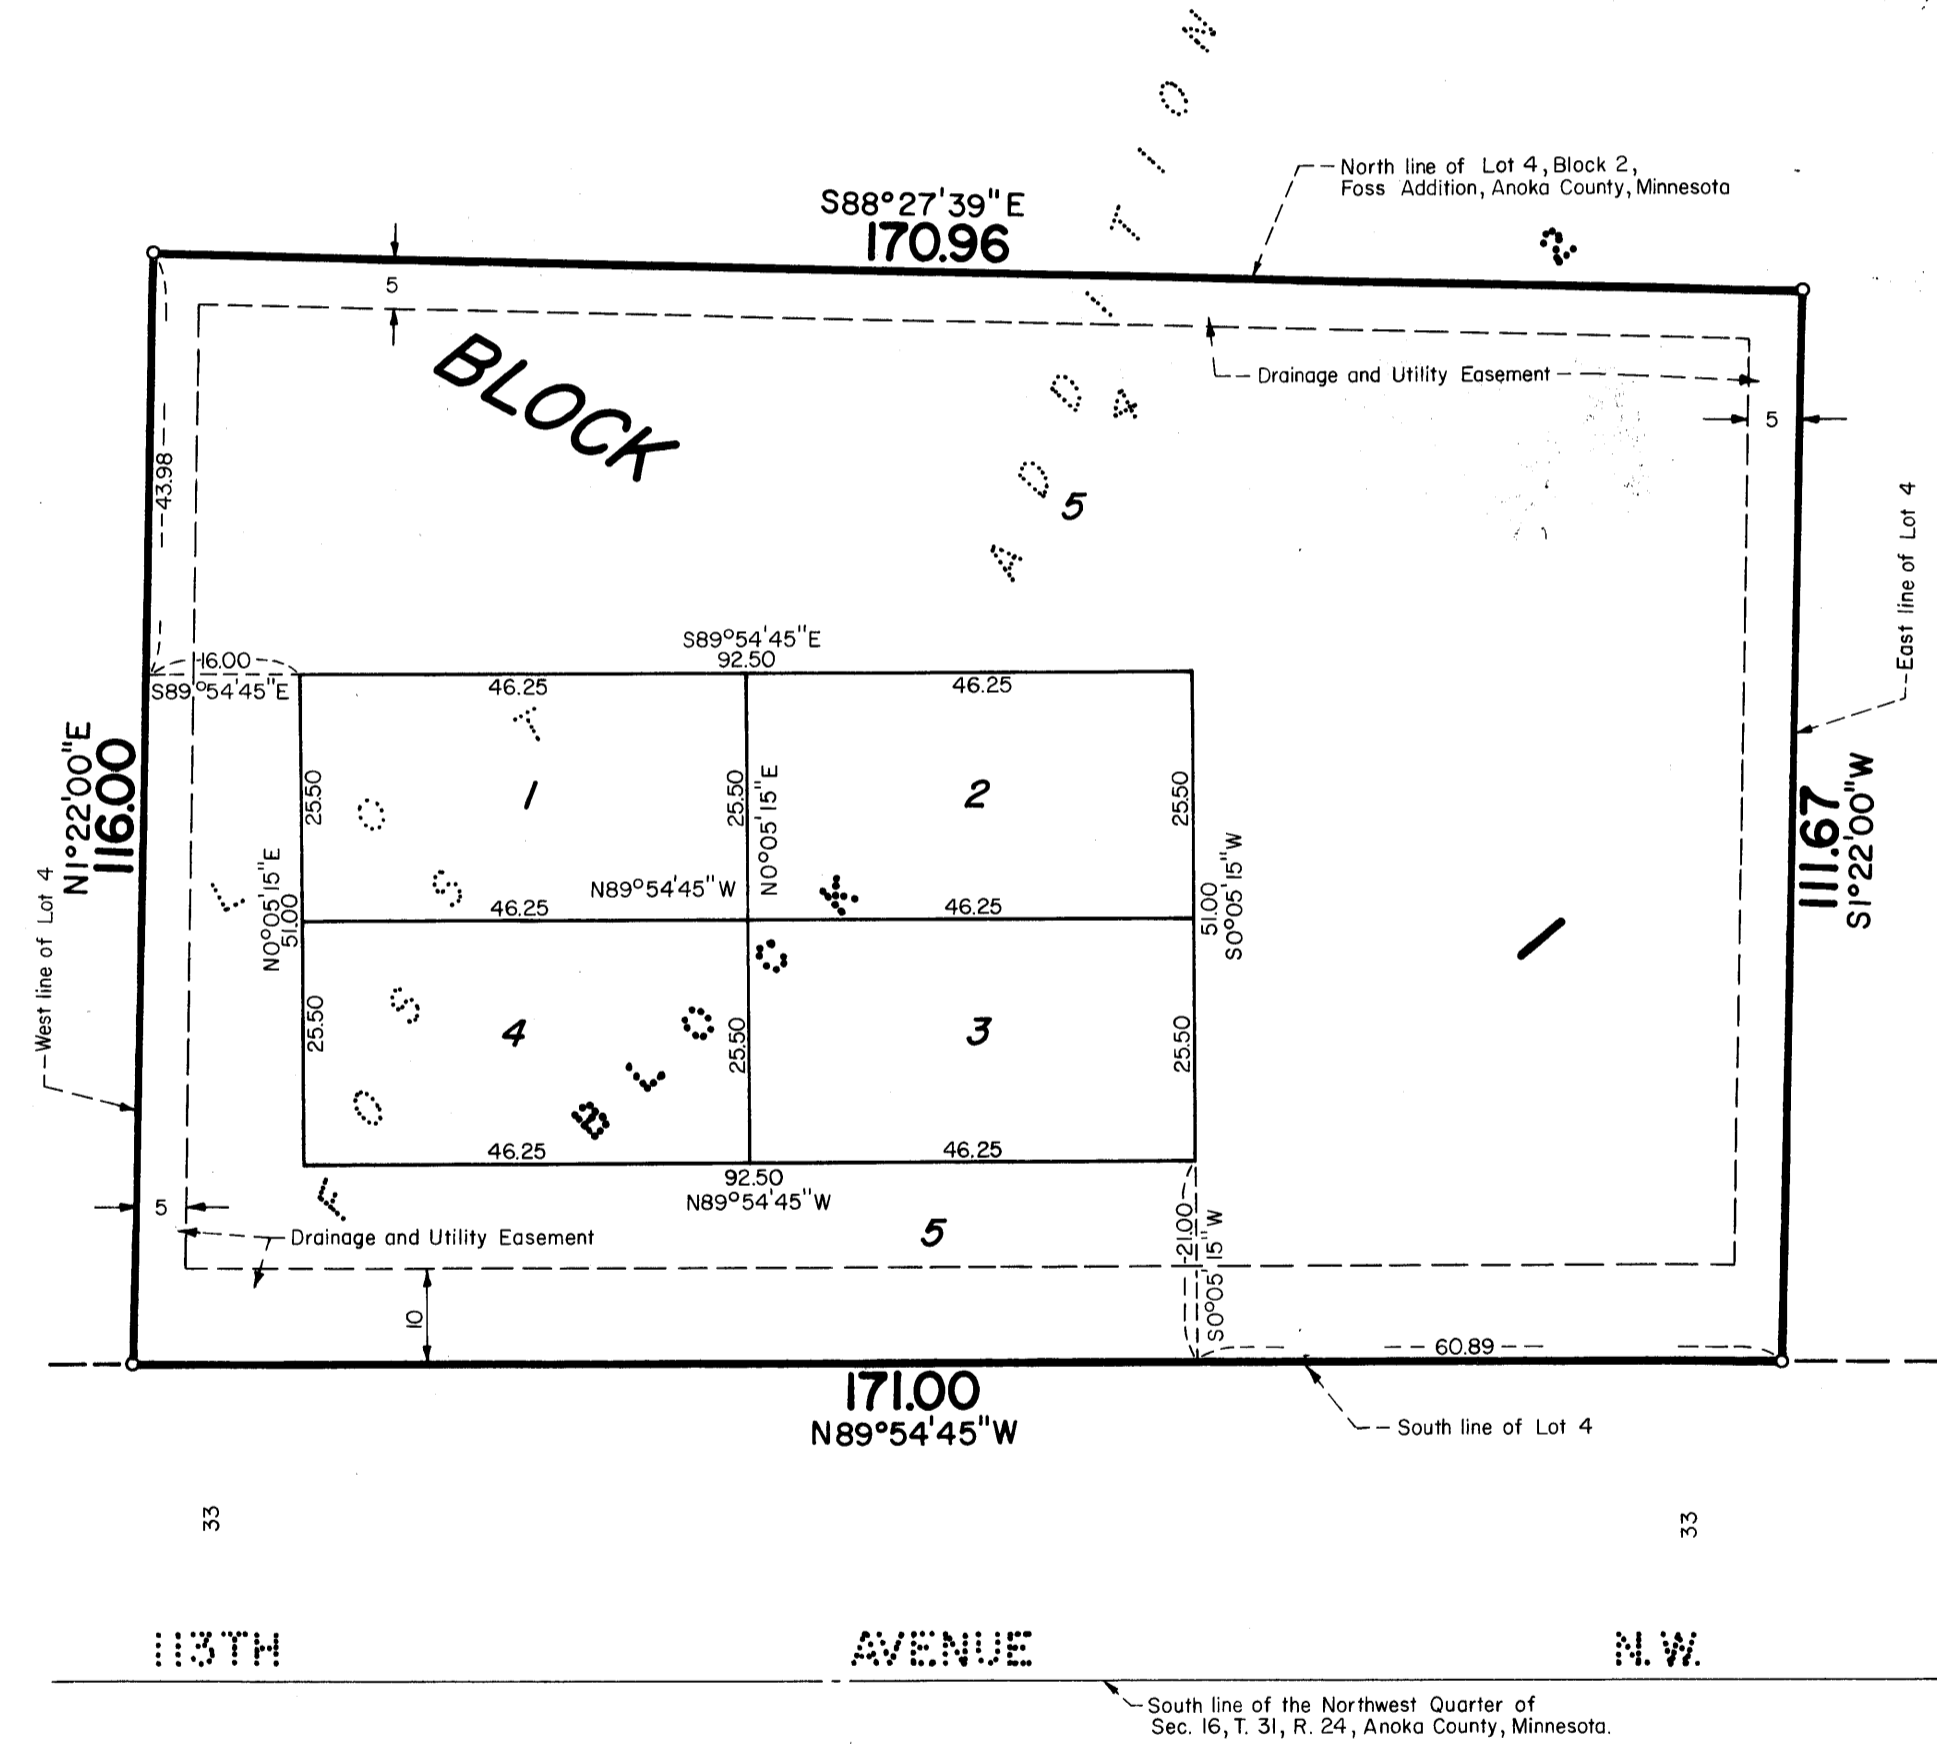 FOSS ADDITION
North line of Lot 4, Block 2,
Foss Addition, Anoka County, Minnesota
2
S88°27'39"E
170.96
5
BLOCK
Drainage and Utility Easement
5
4
5
43.98
East line of Lot 4
S89°54'45"E
92.50
16.00
S89°54'45"E
46.25
46.25
N1°22'00"E
116.00
LOT
25.50
1
25.50
N0°05'15"E
2
25.50
111.67
S1°22'00"W
N0°05'15"E
51.00
N89°54'45"W
46.25
46.25
51.00
S0°05'15"W
1
West line of Lot 4
25.50
4
25.50
3
25.50
BLOCK
46.25
46.25
92.50
N89°54'45"W
5
5
Drainage and Utility Easement
21.00
S0°05'15"W
10
60.89
171.00
N89°54'45"W
South line of Lot 4
33
33
113TH AVENUE N.W.
South line of the Northwest Quarter of
Sec. 16, T. 31, R. 24, Anoka County, Minnesota.